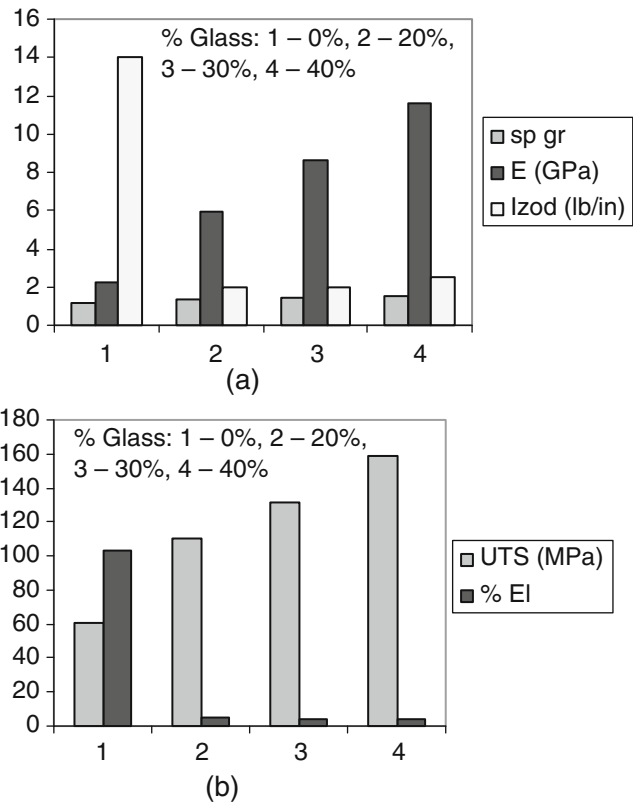 16
14
12
10
8
6
4
2
0
% Glass: 1 – 0%, 2 – 20%,
3 – 30%, 4 – 40%
sp gr
E (GPa)
Izod (lb/in)
1 2 3 4
(a)
180
160
140
120
100
80
60
40
20
0
% Glass: 1 – 0%, 2 – 20%,
3 – 30%, 4 – 40%
UTS (MPa)
% El
1 2 3 4
(b)